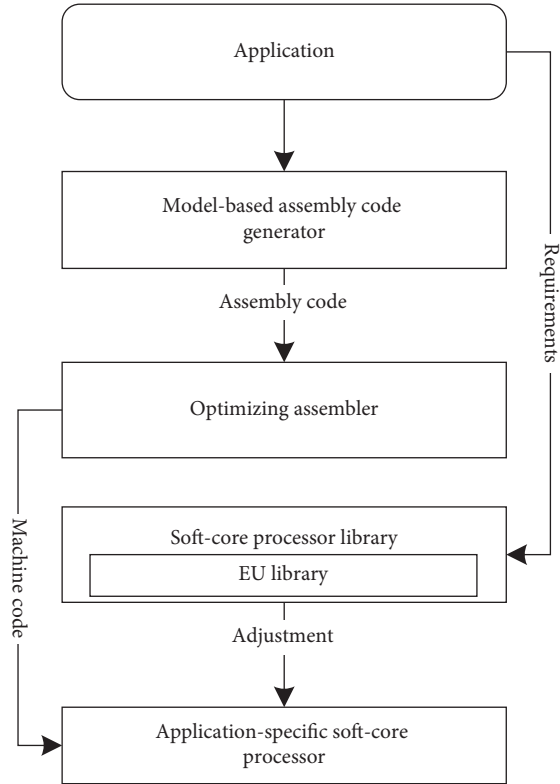 Application
Model-based assembly code
generator
Requirements
Assembly code
Optimizing assembler
Machine code
Soft-core processor library
EU library
Adjustment
Application-specific soft-core
processor